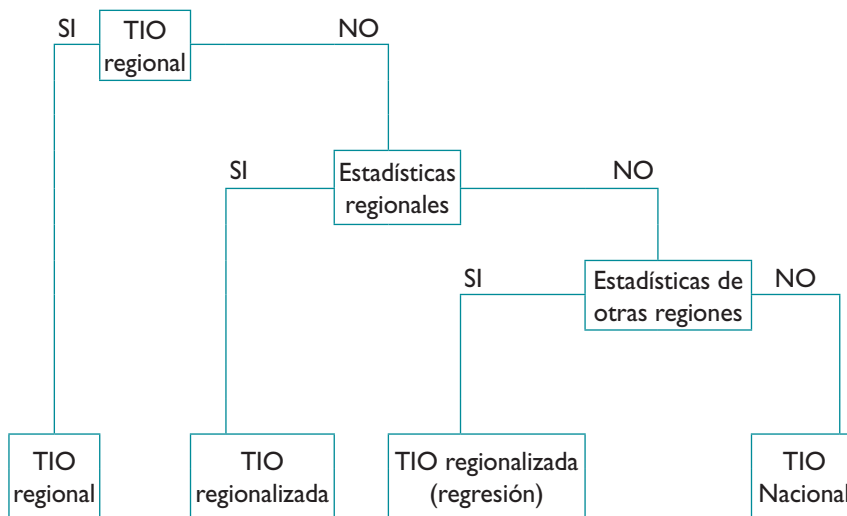 SI
TIO
regional
NO
SI
Estadísticas
regionales
NO
SI
Estadísticas de
otras regiones
NO
TIO
regional
TIO
regionalizada
TIO regionalizada
(regresión)
TIO
Nacional